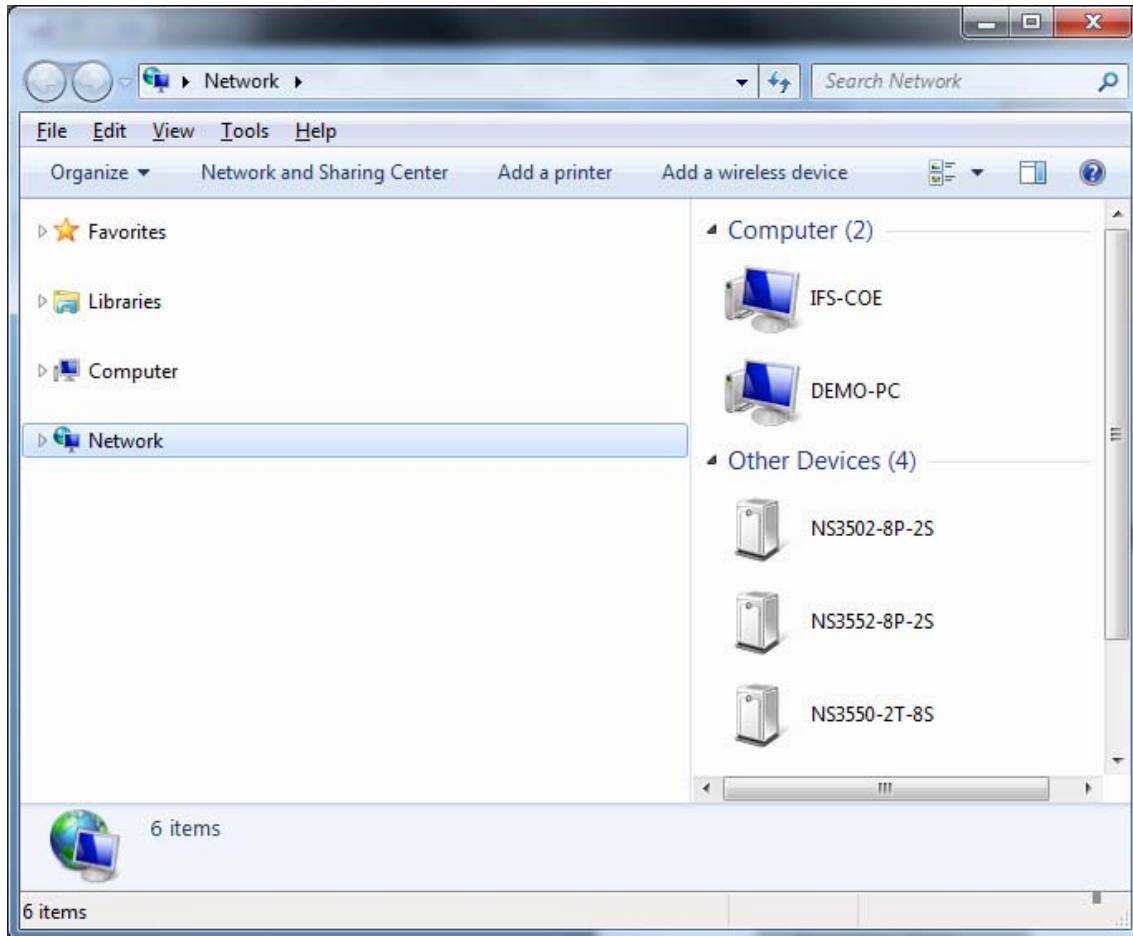 Network
Search Network
File Edit View Tools Help
Organize Network and Sharing Center Add a printer Add a wireless device
Favorites
Libraries
Computer
Network
Computer (2)
IFS-COE
DEMO-PC
Other Devices (4)
NS3502-8P-2S
NS3552-8P-2S
NS3550-2T-8S
6 items
6 items